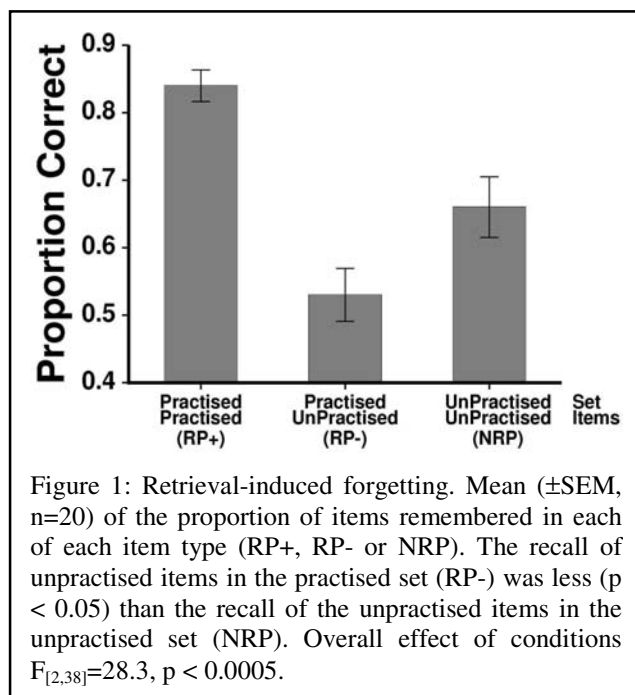 Proportion Correct
0.9
0.8
0.7
0.6
0.5
0.4
Practised Practised UnPractised Set
Practised UnPractised UnPractised Items
(RP+) (RP-) (NRP)
Figure 1: Retrieval-induced forgetting. Mean (±SEM,
n=20) of the proportion of items remembered in each
of each item type (RP+, RP- or NRP). The recall of
unpractised items in the practised set (RP-) was less (p
< 0.05) than the recall of the unpractised items in the
unpractised set (NRP). Overall effect of conditions
F[2,38]=28.3, p < 0.0005.